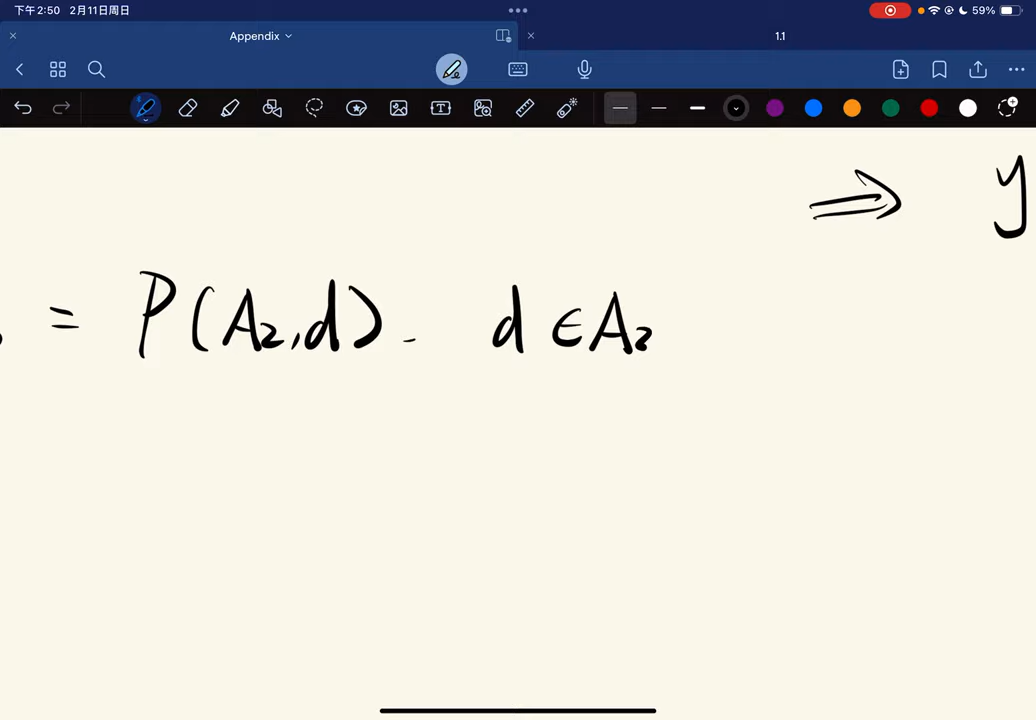 下午2:50 2月11日周日 59%
Appendix 1.1
⇒ y
= P(A₂,d). d ∈ A₂